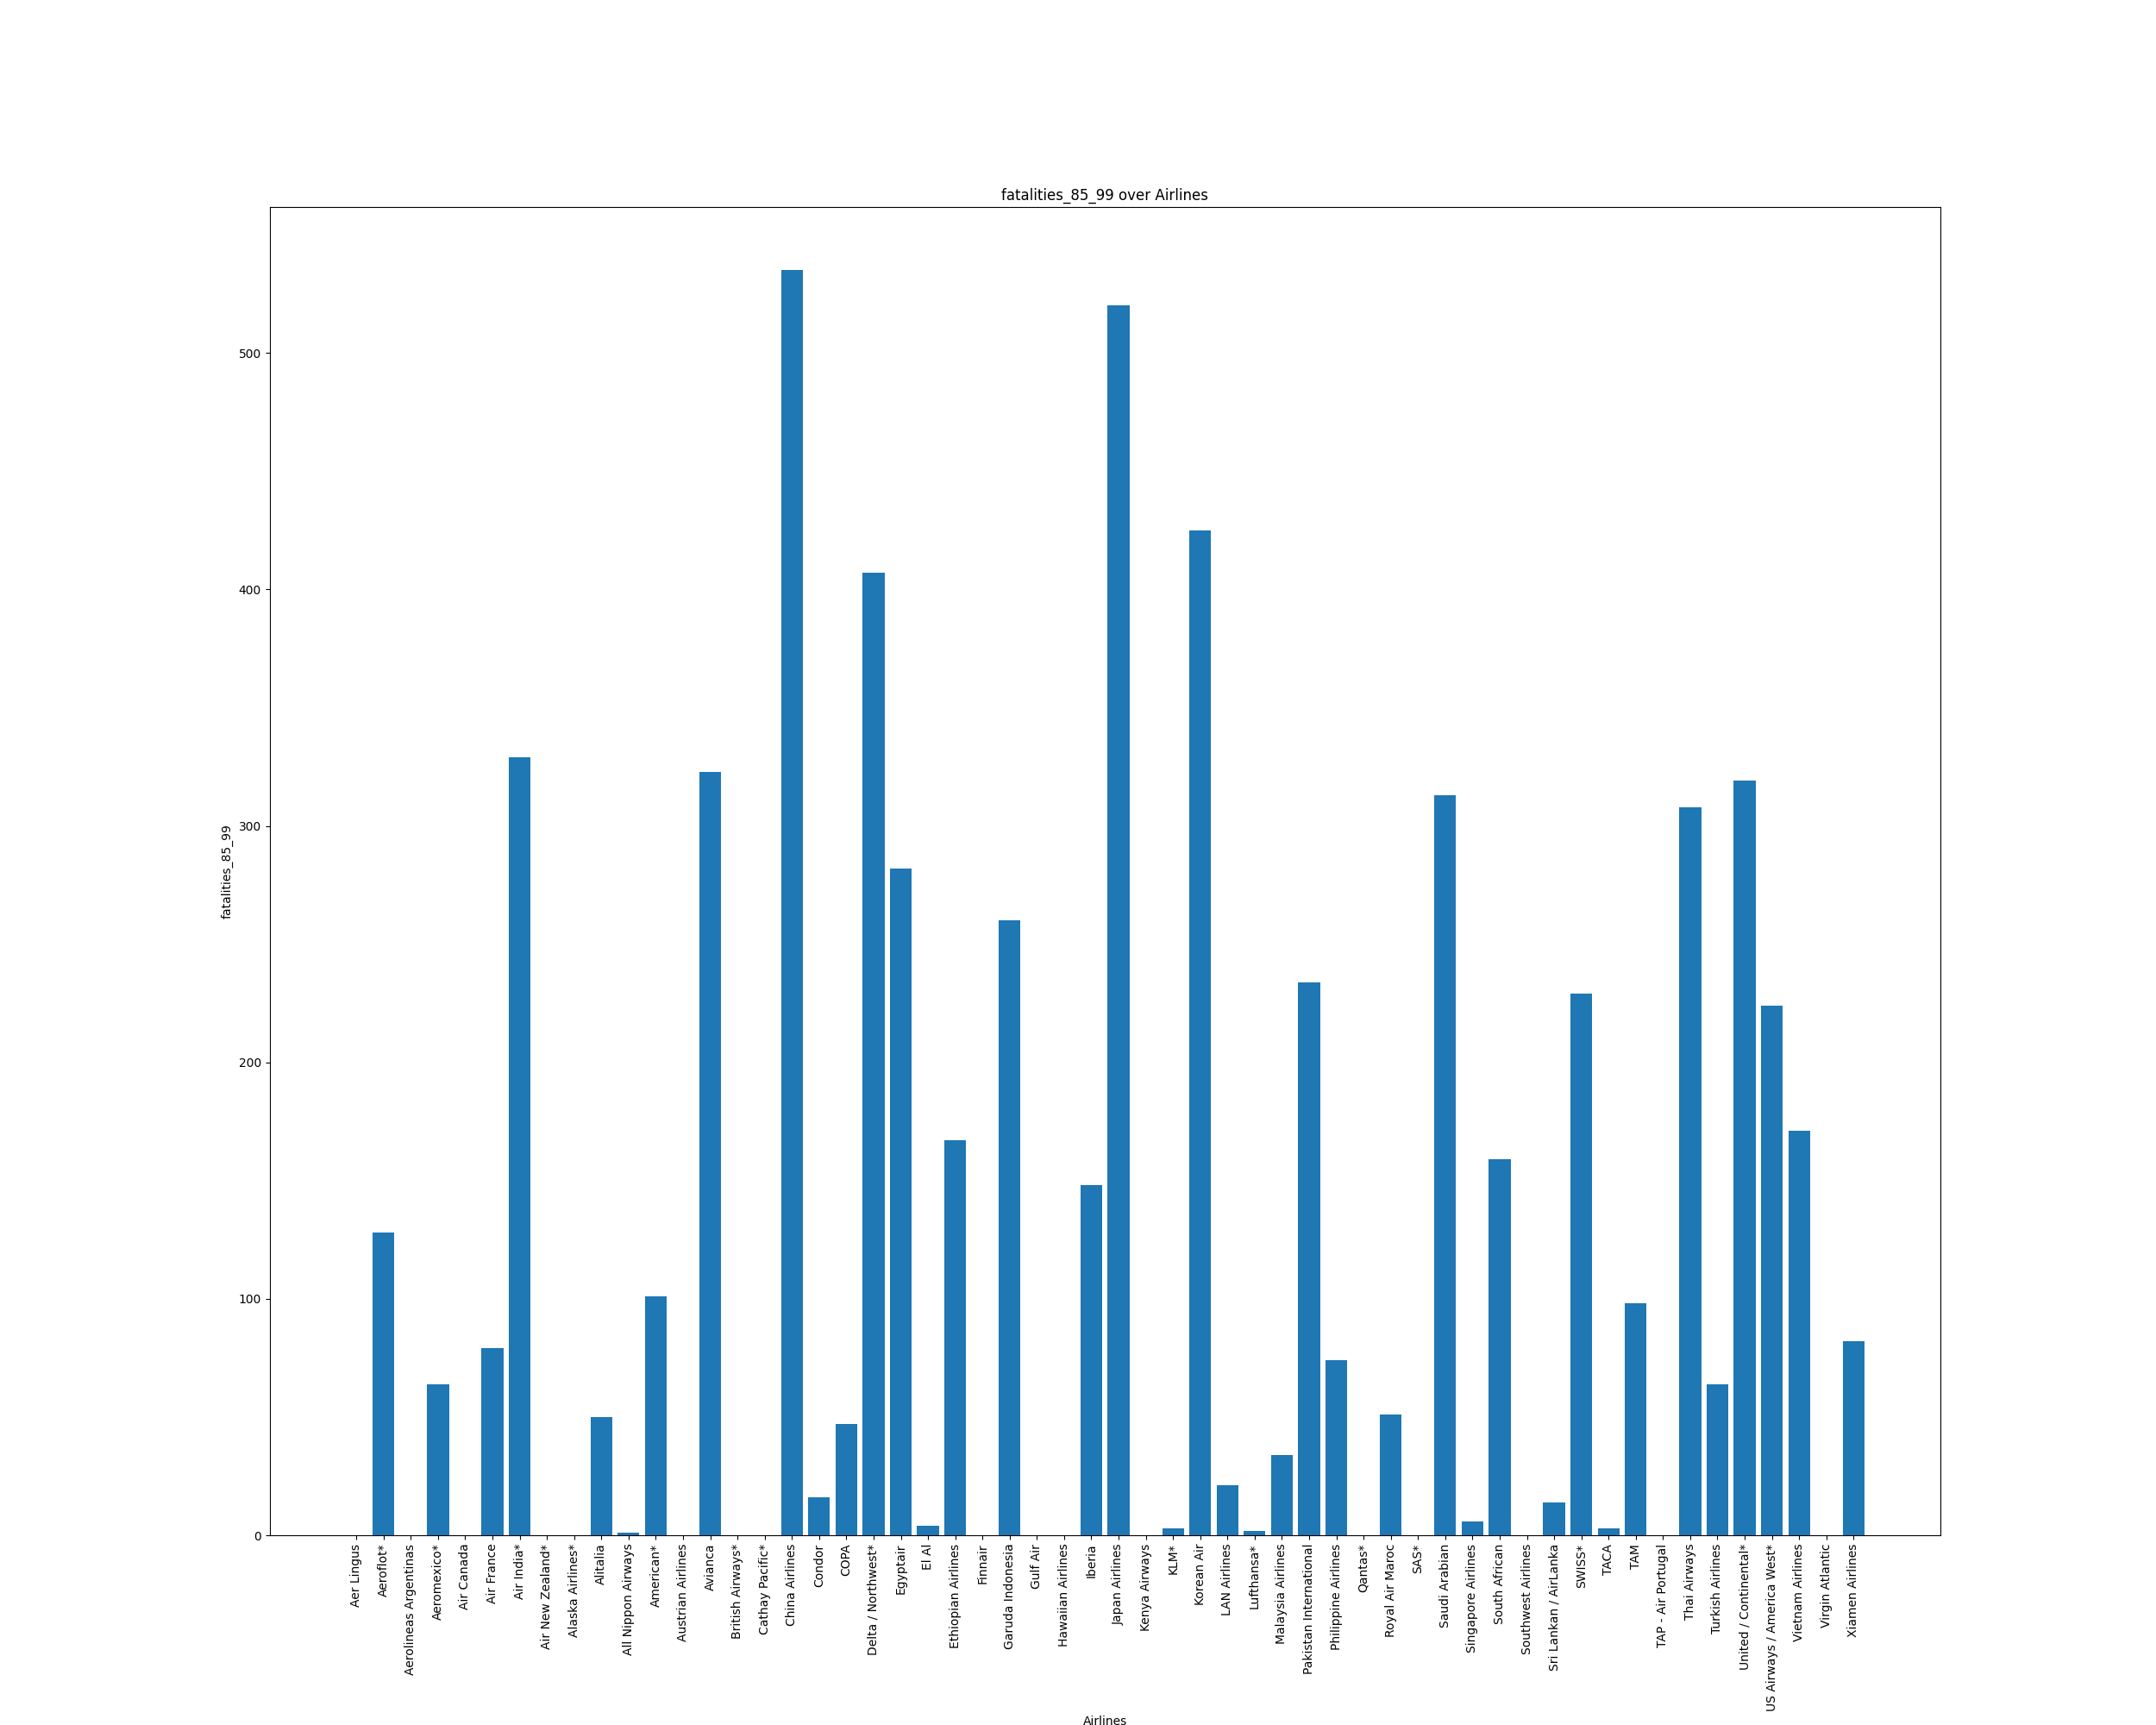 fatalities_85_99 over Airlines
fatalities_85_99
500
400
300
200
100
0
Aer Lingus
Aeroflot*
Aerolineas Argentinas
Aeromexico*
Air Canada
Air France
Air India*
Air New Zealand*
Alaska Airlines*
Alitalia
All Nippon Airways
American*
Austrian Airlines
Avianca
British Airways*
Cathay Pacific*
China Airlines
Condor
COPA
Delta / Northwest*
Egyptair
El Al
Ethiopian Airlines
Finnair
Garuda Indonesia
Gulf Air
Hawaiian Airlines
Iberia
Japan Airlines
Kenya Airways
KLM*
Korean Air
LAN Airlines
Lufthansa*
Malaysia Airlines
Pakistan International
Philippine Airlines
Qantas*
Royal Air Maroc
SAS*
Saudi Arabian
Singapore Airlines
South African
Southwest Airlines
Sri Lankan / AirLanka
SWISS*
TACA
TAM
TAP - Air Portugal
Thai Airways
Turkish Airlines
United / Continental*
US Airways / America West*
Vietnam Airlines
Virgin Atlantic
Xiamen Airlines
Airlines